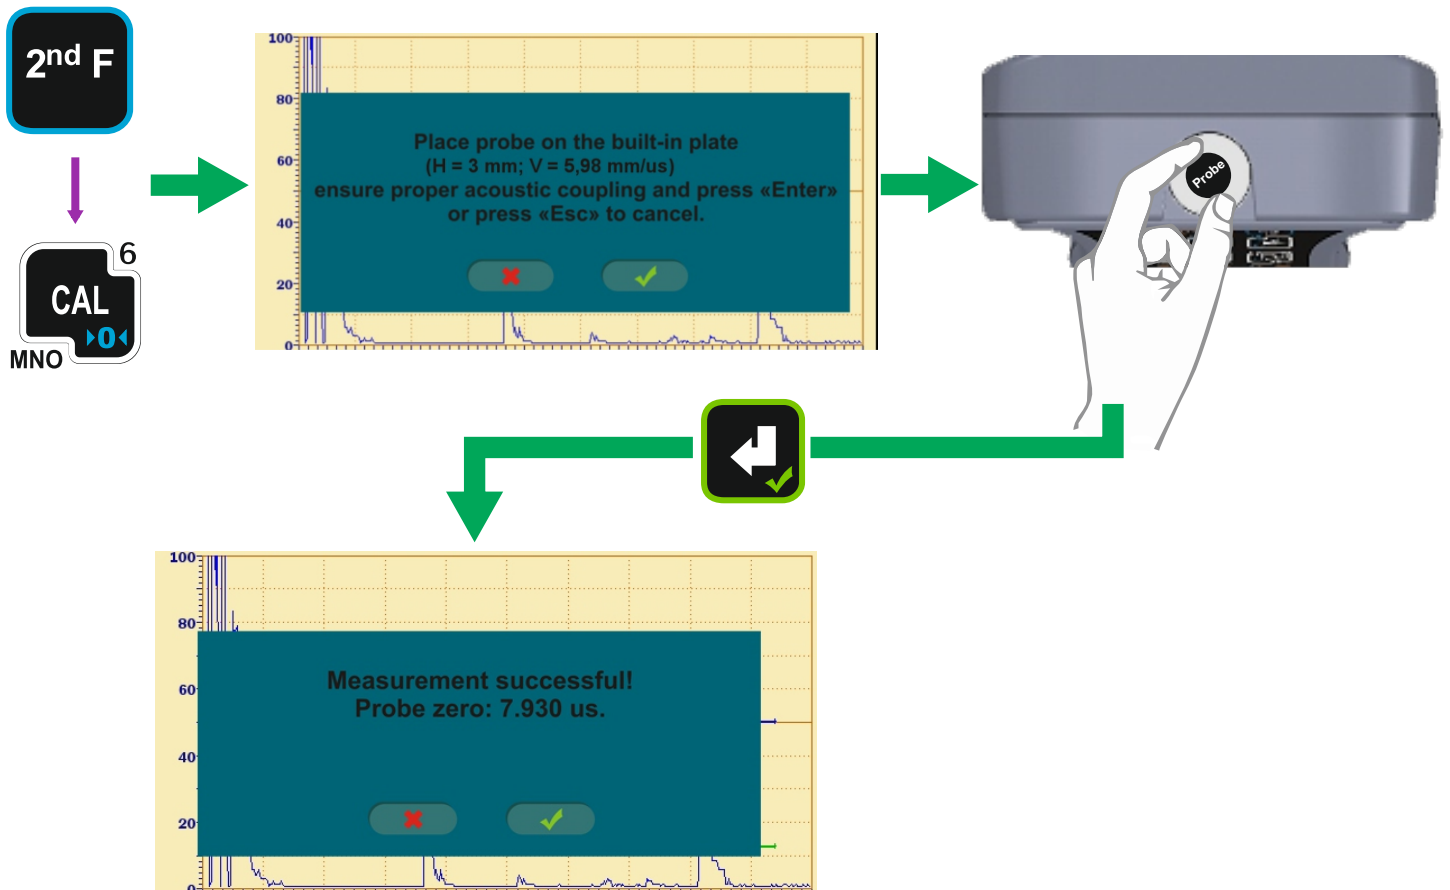 2nd F
6
CAL
0
MNO
100
80
60
40
20
0
Place probe on the built-in plate
(H = 3 mm; V = 5,98 mm/us)
ensure proper acoustic coupling and press «Enter»
or press «Esc» to cancel.
Probe
100
80
60
40
20
0
Measurement successful!
Probe zero: 7.930 us.